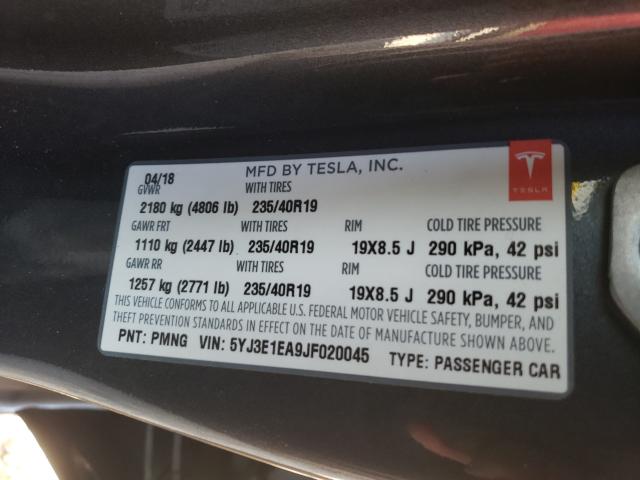 04/18 MFD BY TESLA, INC.
GVWR WITH TIRES
2180 kg (4806 lb) 235/40R19
GAWR FRT WITH TIRES RIM COLD TIRE PRESSURE
1110 kg (2447 lb) 235/40R19 19X8.5 J 290 kPa, 42 psi
GAWR RR WITH TIRES RIM COLD TIRE PRESSURE
1257 kg (2771 lb) 235/40R19 19X8.5 J 290 kPa, 42 psi
THIS VEHICLE CONFORMS TO ALL APPLICABLE U.S. FEDERAL MOTOR VEHICLE SAFETY, BUMPER, AND
THEFT PREVENTION STANDARDS IN EFFECT ON THE DATE OF MANUFACTURE SHOWN ABOVE.
PNT: PMNG VIN: 5YJ3E1EA9JF020045 TYPE: PASSENGER CAR
TESLA